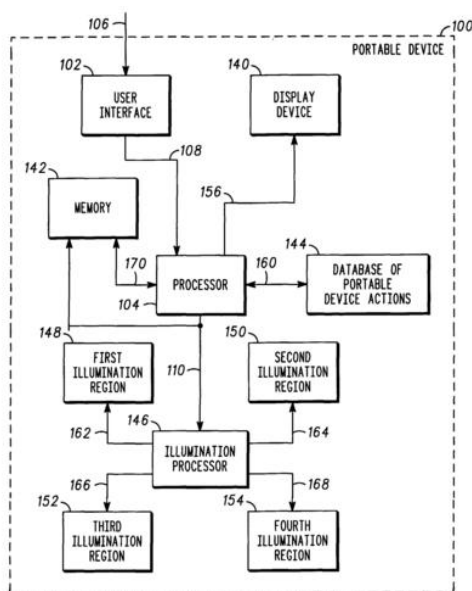 106
100
PORTABLE DEVICE
102
140
USER
INTERFACE
DISPLAY
DEVICE
108
142
156
MEMORY
144
170
PROCESSOR
160
DATABASE OF
PORTABLE
DEVICE ACTIONS
104
148
150
FIRST
ILLUMINATION
REGION
110
SECOND
ILLUMINATION
REGION
146
162
164
ILLUMINATION
PROCESSOR
166
168
152
154
THIRD
ILLUMINATION
REGION
FOURTH
ILLUMINATION
REGION